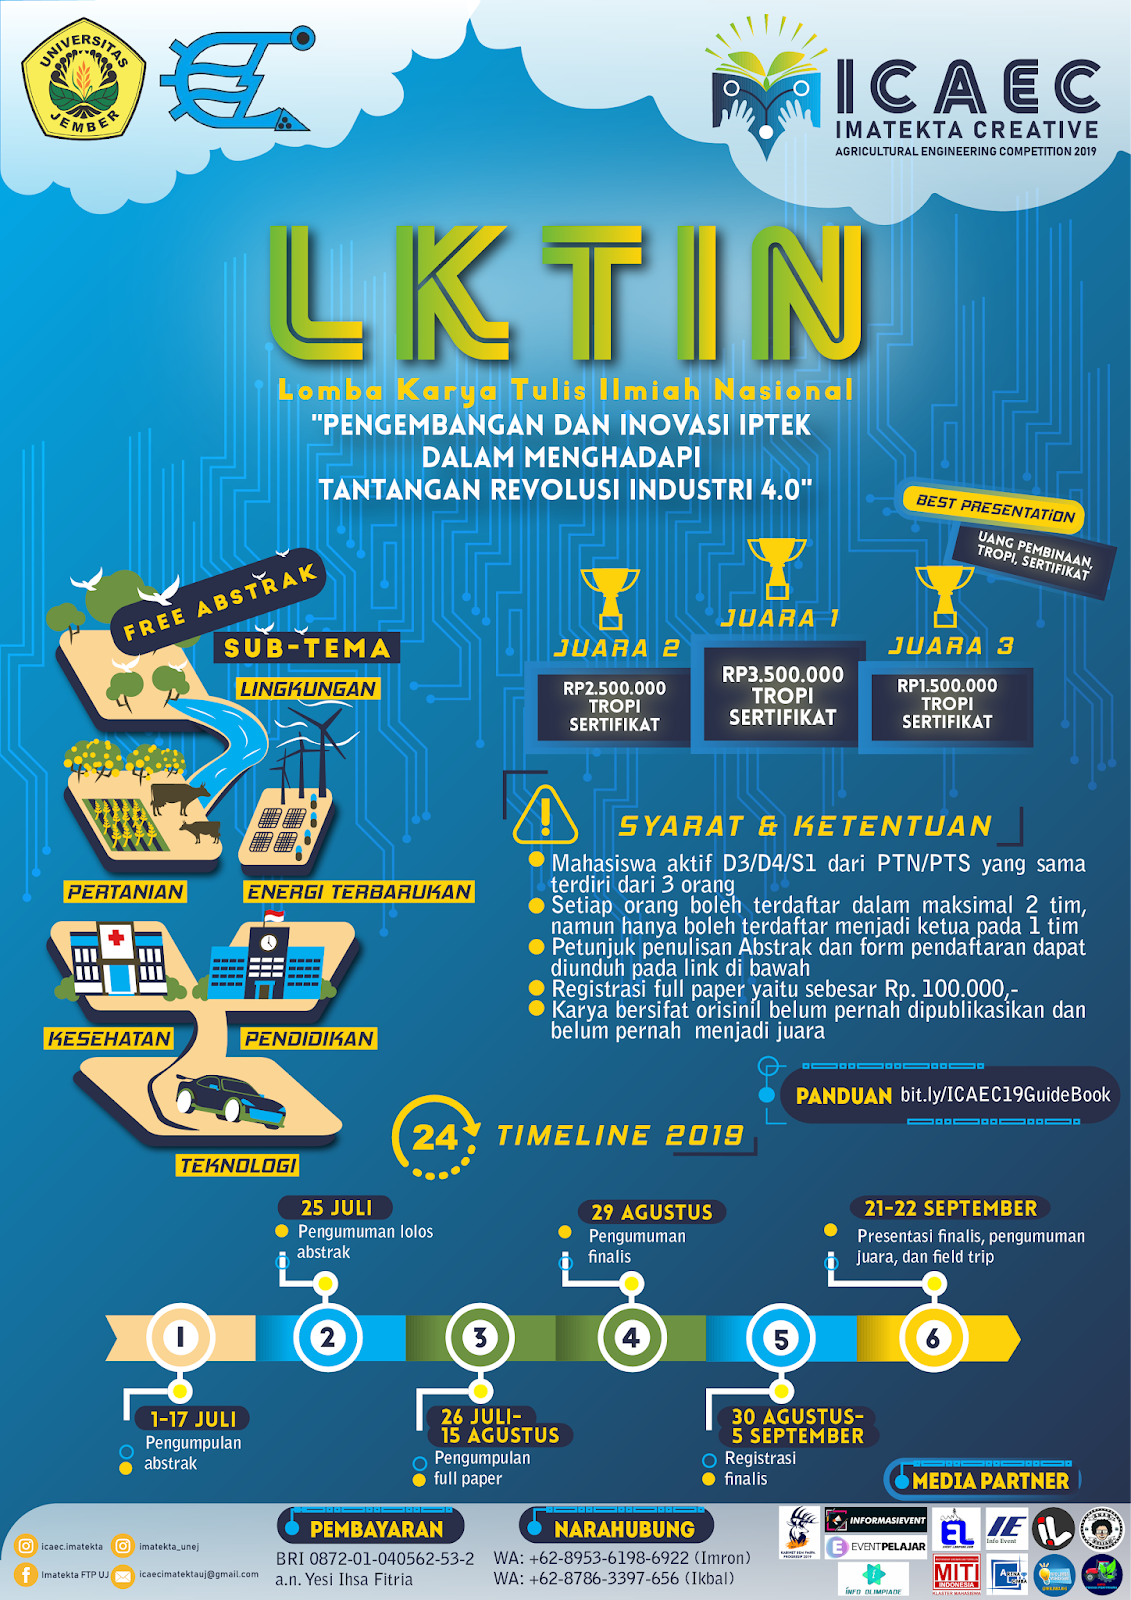 UNIVERSITAS
JEMBER
ICAEC
IMATEKTA CREATIVE
AGRICULTURAL ENGINEERING COMPETITION 2019
LKTIN
Lomba Karya Tulis Ilmiah Nasional
"PENGEMBANGAN DAN INOVASI IPTEK
DALAM MENGHADAPI
TANTANGAN REVOLUSI INDUSTRI 4.0"
BEST PRESENTATION
UANG PEMBINAAN,
TROPI, SERTIFIKAT
JUARA 2
RP2.500.000
TROPI
SERTIFIKAT
JUARA 1
RP3.500.000
TROPI
SERTIFIKAT
JUARA 3
RP1.500.000
TROPI
SERTIFIKAT
FREE ABSTRAK
SUB-TEMA
LINGKUNGAN
PERTANIAN
ENERGI TERBARUKAN
KESEHATAN
PENDIDIKAN
TEKNOLOGI
SYARAT & KETENTUAN
Mahasiswa aktif D3/D4/S1 dari PTN/PTS yang sama
terdiri dari 3 orang
Setiap orang boleh terdaftar dalam maksimal 2 tim,
namun hanya boleh terdaftar menjadi ketua pada 1 tim
Petunjuk penulisan Abstrak dan form pendaftaran dapat
diunduh pada link di bawah
Registrasi full paper yaitu sebesar Rp. 100.000,-
Karya bersifat orisinil belum pernah dipublikasikan dan
belum pernah menjadi juara
PANDUAN bit.ly/ICAEC19GuideBook
24 TIMELINE 2019
25 JULI
Pengumuman lolos
abstrak
29 AGUSTUS
Pengumuman
finalis
21-22 SEPTEMBER
Presentasi finalis, pengumuman
juara, dan field trip
1 2 3 4 5 6
1-17 JULI
Pengumpulan
abstrak
26 JULI-
15 AGUSTUS
Pengumpulan
full paper
30 AGUSTUS-
5 SEPTEMBER
Registrasi
finalis
MEDIA PARTNER
icaec.imatekta
imatekta_unej
Imatekta FTP UJ
icaecimatektauj@gmail.com
PEMBAYARAN
BRI 0872-01-040562-53-2
a.n. Yesi Ihsa Fitria
NARAHUBUNG
WA: +62-8953-6198-6922 (Imron)
WA: +62-8786-3397-656 (Ikbal)
INFORMASIEVENT
EVENTPELAJAR
INFO OLIMPIADE
EL
IE
Info Event
IL
MITI
INDONESIA
KLASTER MAHASISWA